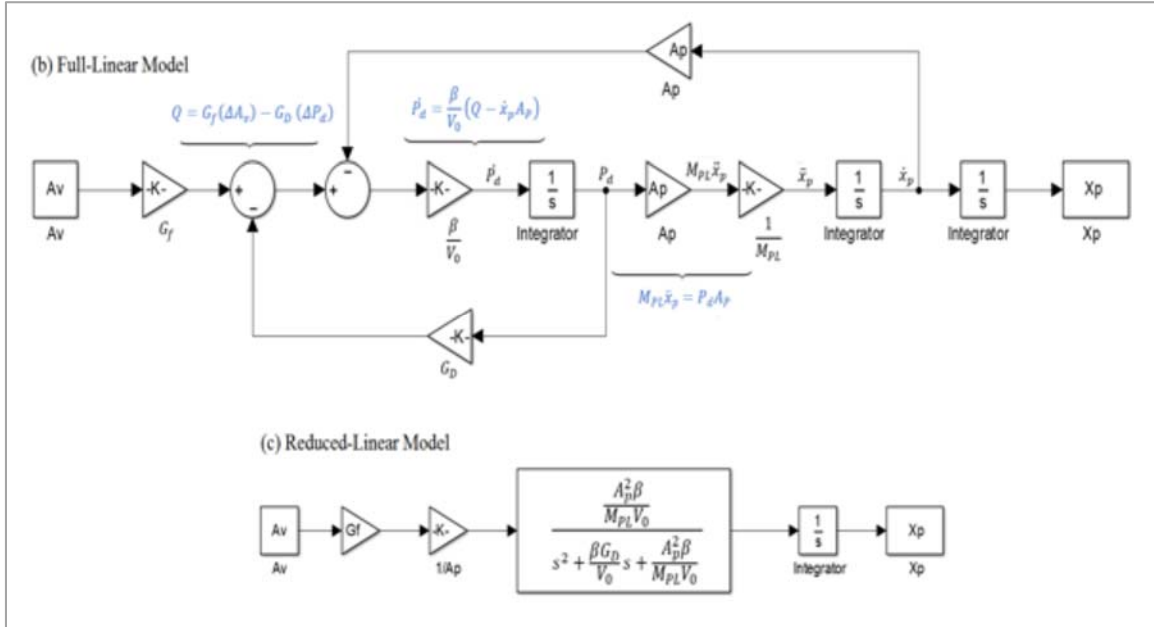 Ap
Ap
(b) Full-Linear Model
Q = G_f(ΔA_v) − G_D (ΔP_d)
Ṗ_d = β/V_0 (Q − ẋ_p A_P)
Av
Av
-K-
G_f
+
−
+
−
-K-
β/V_0
Ṗ_d
1/s
Integrator
P_d
Ap
Ap
M_PL ẍ_p
-K-
1/M_PL
ẍ_p
1/s
Integrator
ẋ_p
1/s
Integrator
Xp
Xp
M_PL ẍ_p = P_d A_P
-K-
G_D
(c) Reduced-Linear Model
Av
Av
Gf
-K-
1/Ap
A_p^2 β / M_PL V_0
s^2 + β G_D / V_0 s + A_p^2 β / M_PL V_0
1/s
Integrator
Xp
Xp